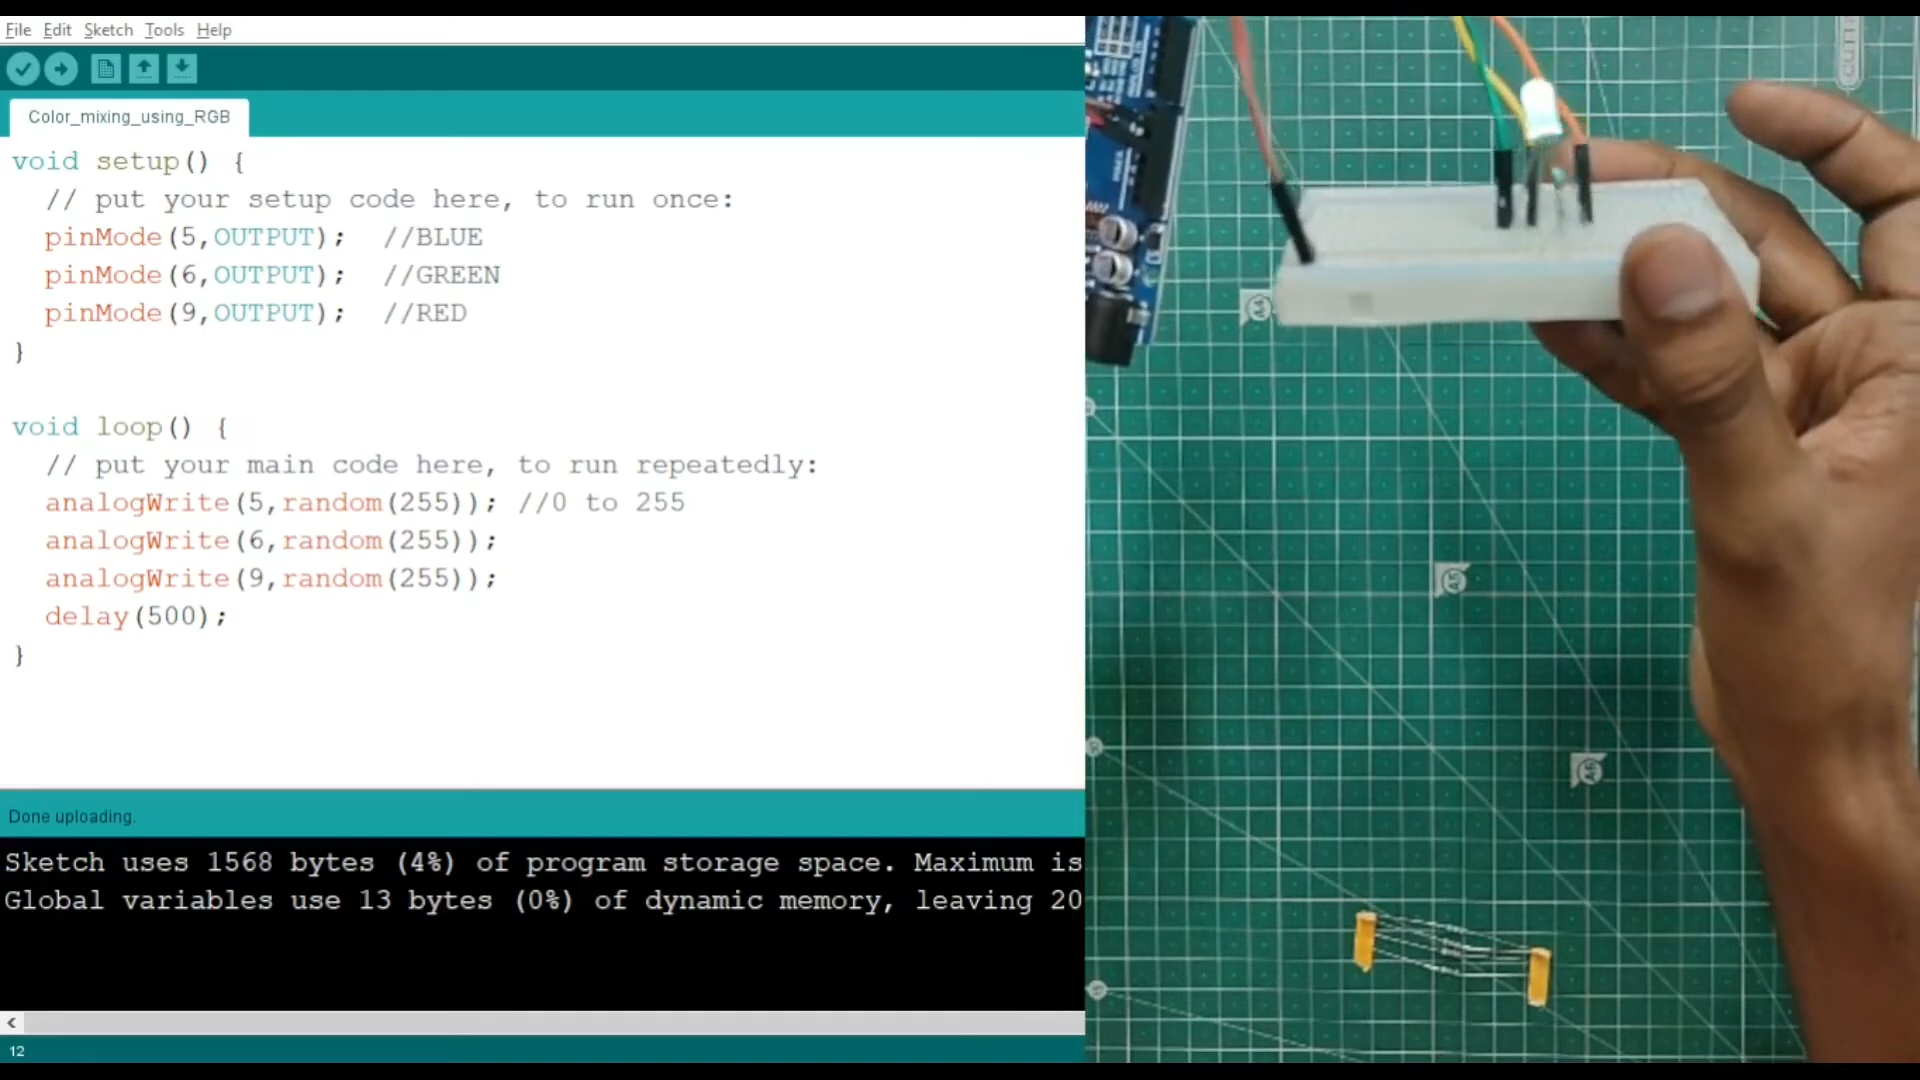 File Edit Sketch Tools Help
Color_mixing_using_RGB
void setup() {
// put your setup code here, to run once:
pinMode(5,OUTPUT); //BLUE
pinMode(6,OUTPUT); //GREEN
pinMode(9,OUTPUT); //RED
}
void loop() {
// put your main code here, to run repeatedly:
analogWrite(5,random(255)); //0 to 255
analogWrite(6,random(255));
analogWrite(9,random(255));
delay(500);
}
Done uploading.
Sketch uses 1568 bytes (4%) of program storage space. Maximum is
Global variables use 13 bytes (0%) of dynamic memory, leaving 20
12
A4
A5
A6